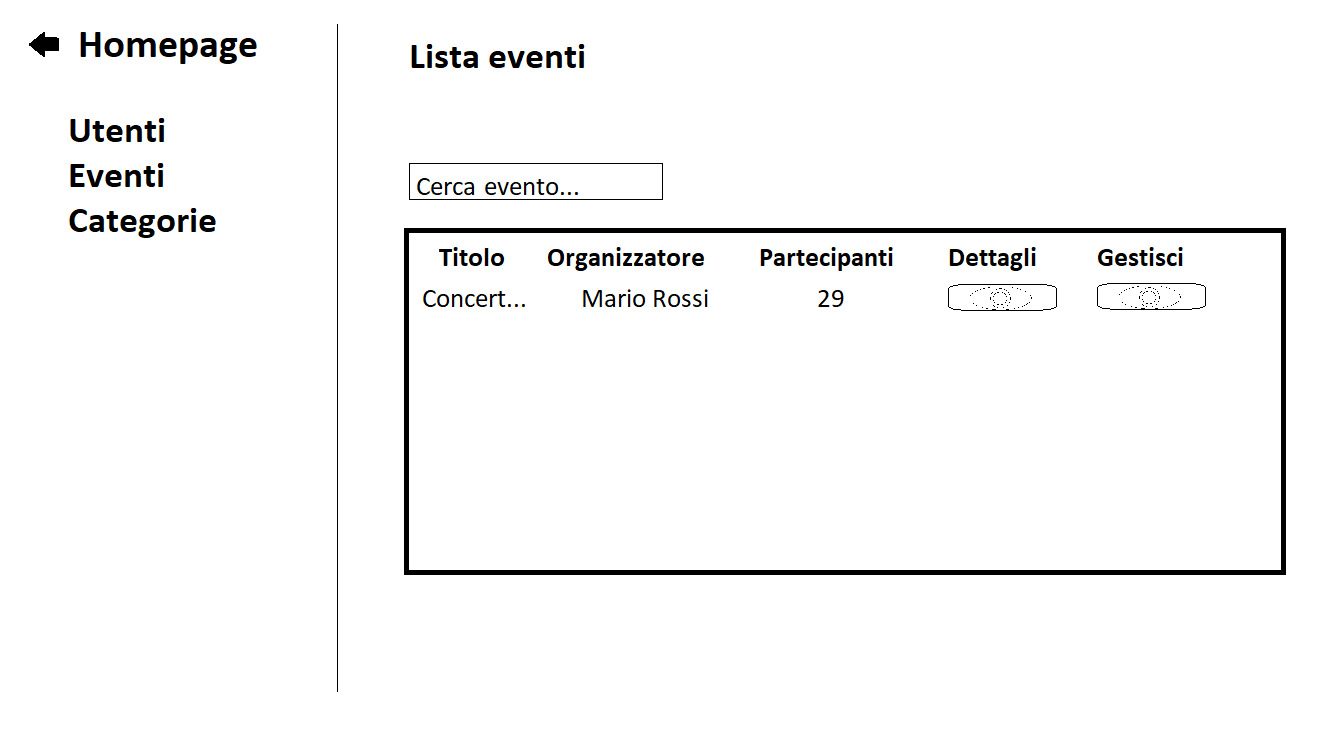 Homepage
Utenti
Eventi
Categorie
Lista eventi
Cerca evento...
Titolo Organizzatore Partecipanti Dettagli Gestisci
Concert... Mario Rossi 29